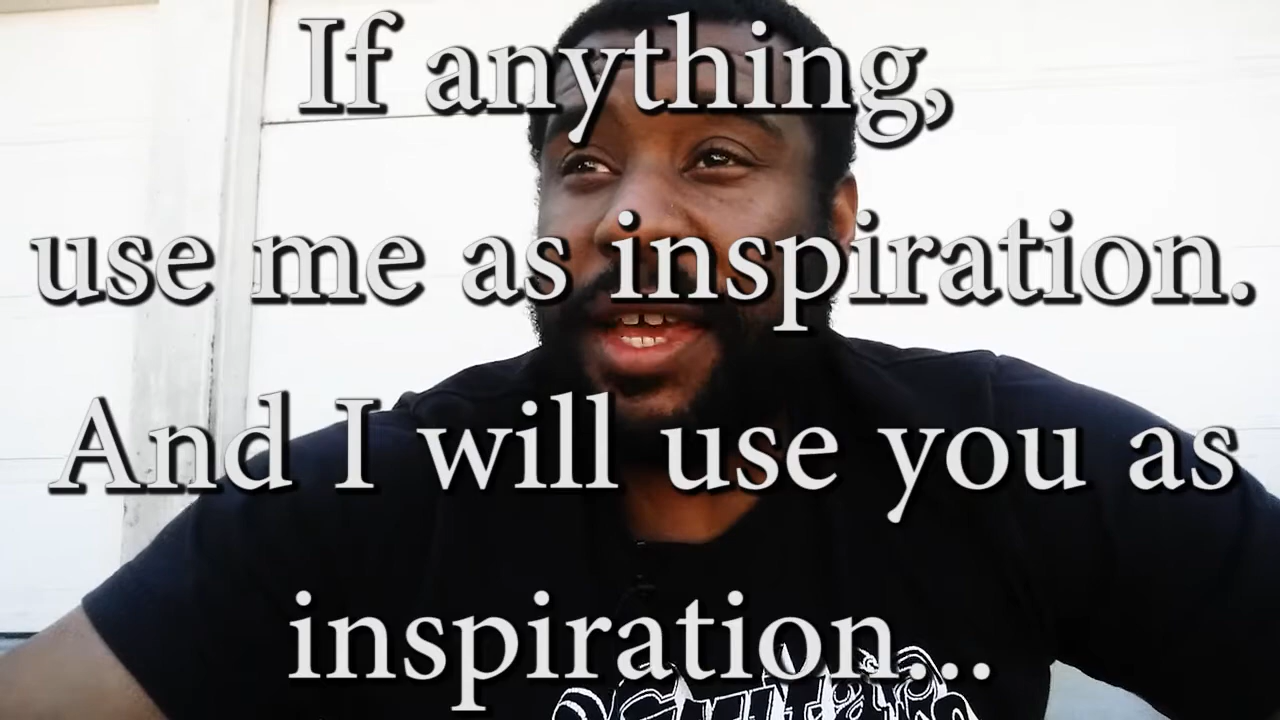 If anything,
use me as inspiration.
And I will use you as
inspiration...